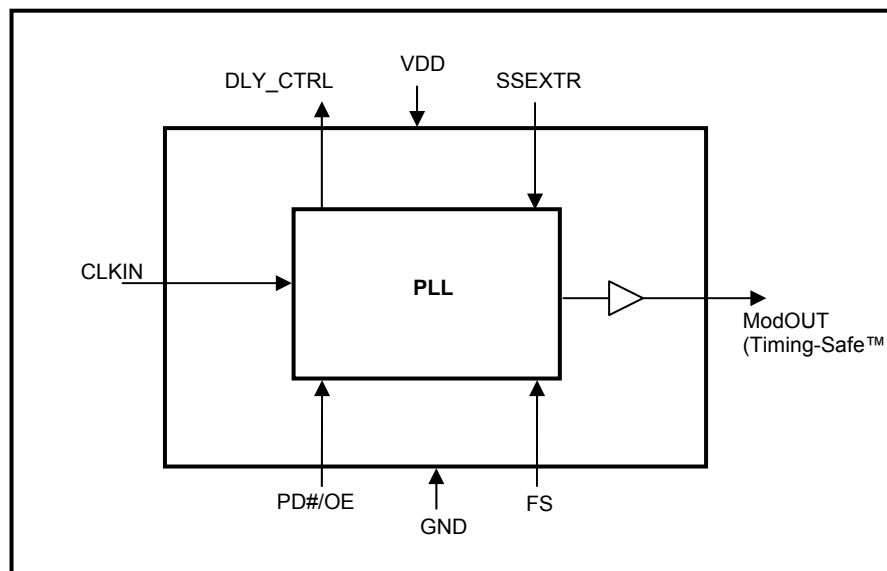 VDD
DLY_CTRL
SSEXTR
CLKIN
PLL
ModOUT
(Timing-Safe™
PD#/OE
FS
GND